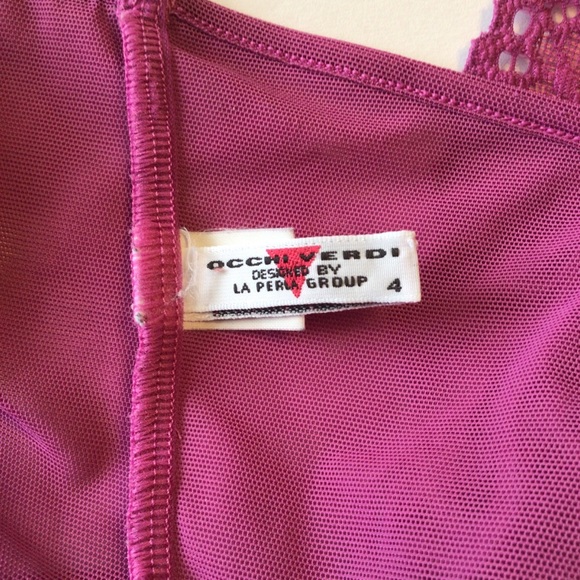 OCCHI VERDI
DESIGNED BY
LA PERLA GROUP 4